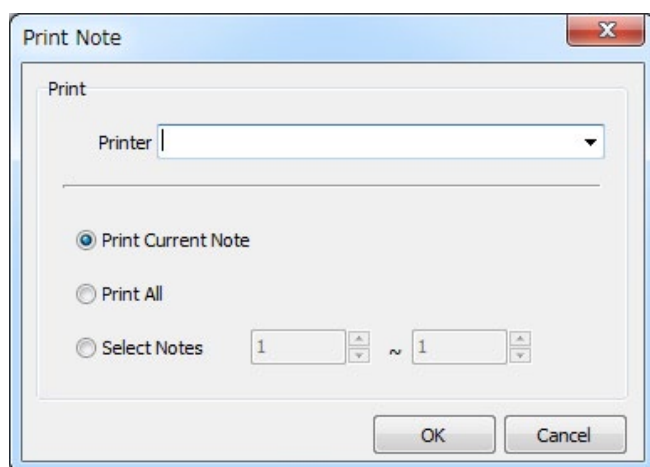 Print Note
Print
Printer
Print Current Note
Print All
Select Notes 1 ~ 1
OK Cancel